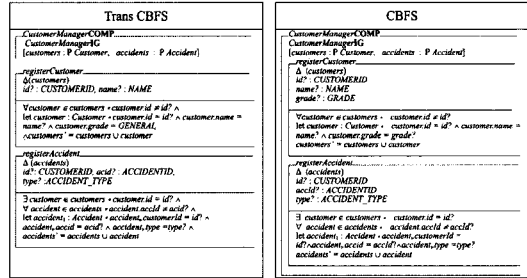 Trans CBFS
CustomerManagerCOMP
CustomerManagerIG
[customers : P Customer, accidents : P Accident]
registerCustomer
Δ(customers)
id? : CUSTOMERID, name? : NAME
∀customer ∈ customers • customer.id ≠ id? ∧
let customer : Customer • customer.id = id? ∧ customer.name =
name? ∧ customer.grade = GENERAL,
∧customers' = customers ∪ customer
registerAccident
Δ (accidents)
id? : CUSTOMERID, acid? : ACCIDENTID,
type? : ACCIDENT_TYPE
∃ customer ∈ customers • customer.id = id? ∧
∀ accident ∈ accidents • accident.accId ≠ acid? ∧
let accident₁ : Accident • accident,customerId = id? ∧
accident,accid = acid? ∧ accident,type =type? ∧
accidents' = accidents ∪ accident
CBFS
CustomerManagerCOMP
CustomerManagerIG
[customers : P Customer, accidents : P Accident]
registerCustomer
Δ (customers)
id? : CUSTOMERID
name? : NAME
grade? : GRADE
∀customer ∈ customers • customer.id ≠ id?
let customer : Customer • customer.id = id? ∧ customer.name =
name? ∧ customer.grade = grade?
customers' = customers ∪ customer
registerAccident
Δ (accidents)
id? : CUSTOMERID
accId? : ACCIDENTID
type? : ACCIDENT_TYPE
∃ customer ∈ customers • customer.id = id?
∀ accident ∈ accidents • accident.accId ≠ accId?
let accident₁ : Accident • accident,customerId =
id?∧accident,accid = accId?∧accident,type =type?
accidents' = accidents ∪ accident